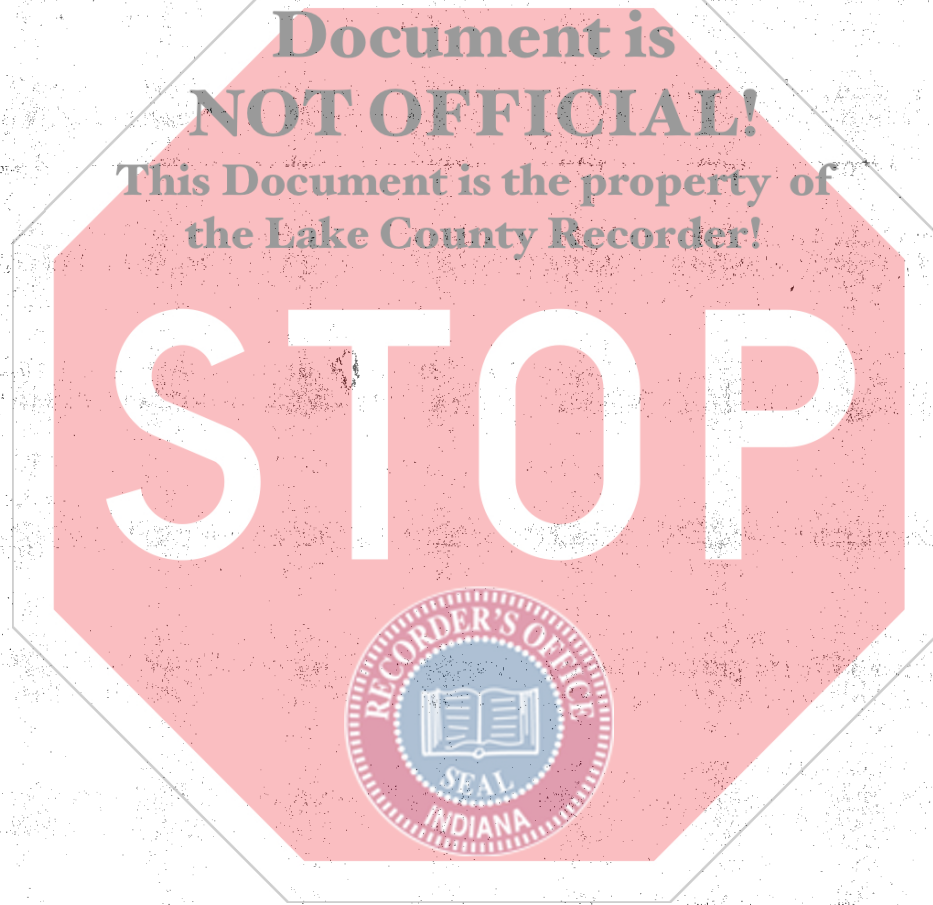 Document is
NOT OFFICIAL!
This Document is the property of
the Lake County Recorder!
STOP
RECORDER'S OFFICE
SEAL
INDIANA